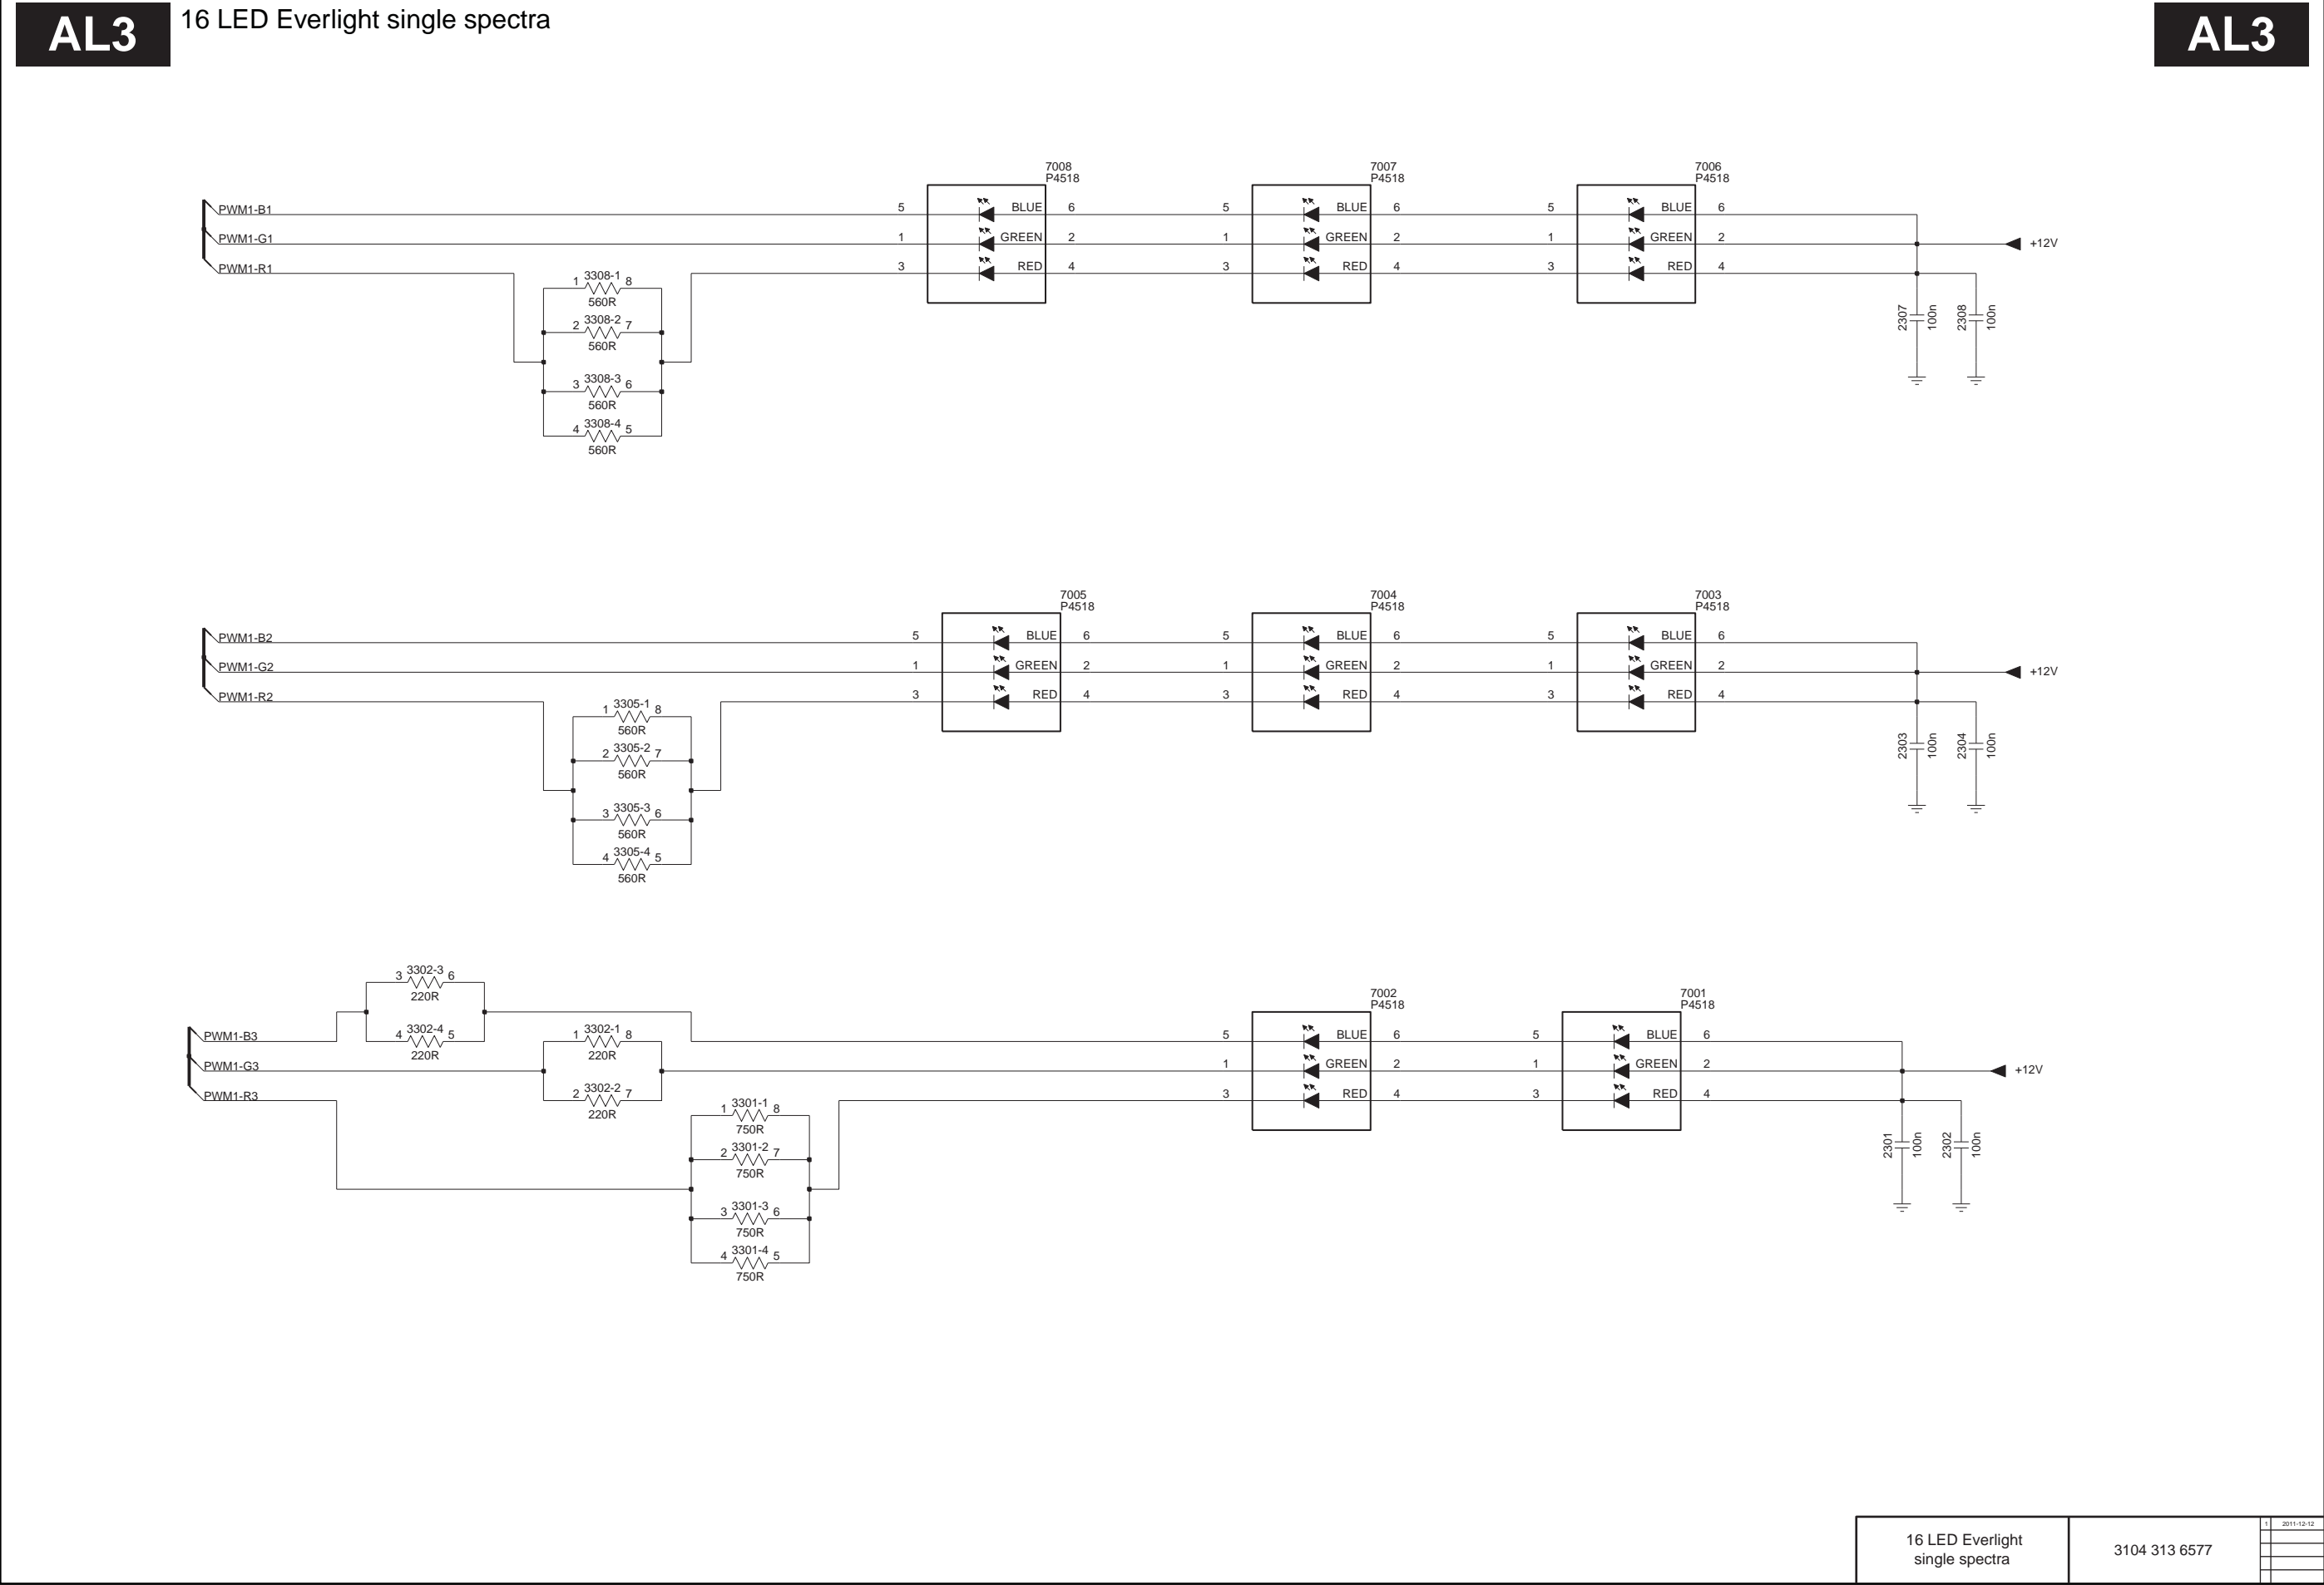 AL3 16 LED Everlight single spectra AL3
7008 7007 7006
P4518 P4518 P4518
PWM1-B1 5 BLUE 6 5 BLUE 6 5 BLUE 6
PWM1-G1 1 GREEN 2 1 GREEN 2 1 GREEN 2 +12V
PWM1-R1 3 RED 4 3 RED 4 3 RED 4
1 3308-1 8
560R
2 3308-2 7
560R
3 3308-3 6
560R
4 3308-4 5
560R
2307 100n 2308 100n
7005 7004 7003
P4518 P4518 P4518
PWM1-B2 5 BLUE 6 5 BLUE 6 5 BLUE 6
PWM1-G2 1 GREEN 2 1 GREEN 2 1 GREEN 2 +12V
PWM1-R2 3 RED 4 3 RED 4 3 RED 4
1 3305-1 8
560R
2 3305-2 7
560R
3 3305-3 6
560R
4 3305-4 5
560R
2303 100n 2304 100n
3 3302-3 6
220R
7002 7001
P4518 P4518
4 3302-4 5
220R
1 3302-1 8
220R
2 3302-2 7
220R
PWM1-B3 5 BLUE 6 5 BLUE 6
PWM1-G3 1 GREEN 2 1 GREEN 2 +12V
PWM1-R3 3 RED 4 3 RED 4
1 3301-1 8
750R
2 3301-2 7
750R
3 3301-3 6
750R
4 3301-4 5
750R
2301 100n 2302 100n
16 LED Everlight
single spectra
3104 313 6577
1 2011-12-12